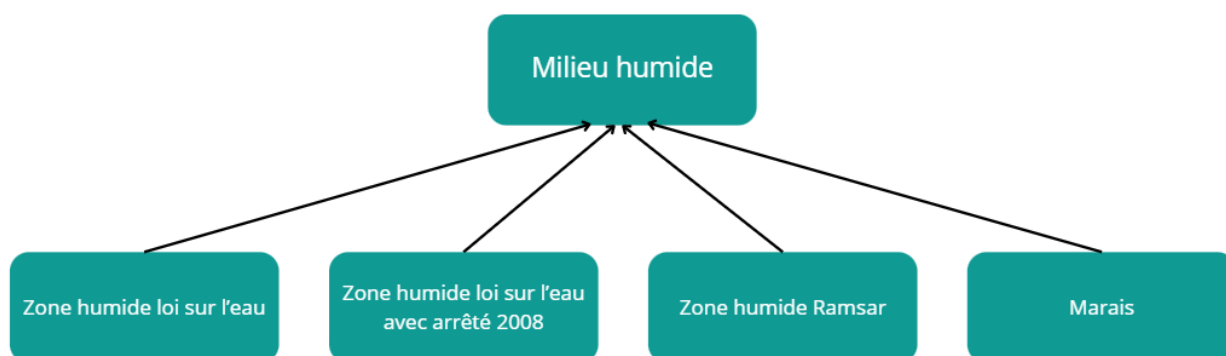 Milieu humide
Zone humide loi sur l’eau
Zone humide loi sur l’eau
avec arrêté 2008
Zone humide Ramsar
Marais